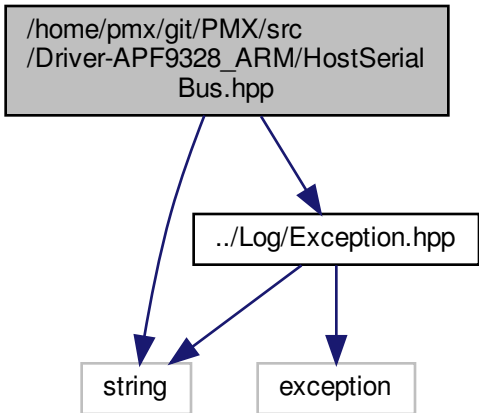 /home/pmx/git/PMX/src
/Driver-APF9328_ARM/HostSerial
Bus.hpp
../Log/Exception.hpp
string
exception